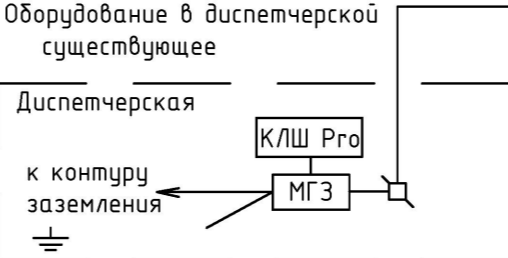 Оборудование в диспетчерской
существующее
Диспетчерская
КЛШ Pro
к контуру
МГЗ
заземления